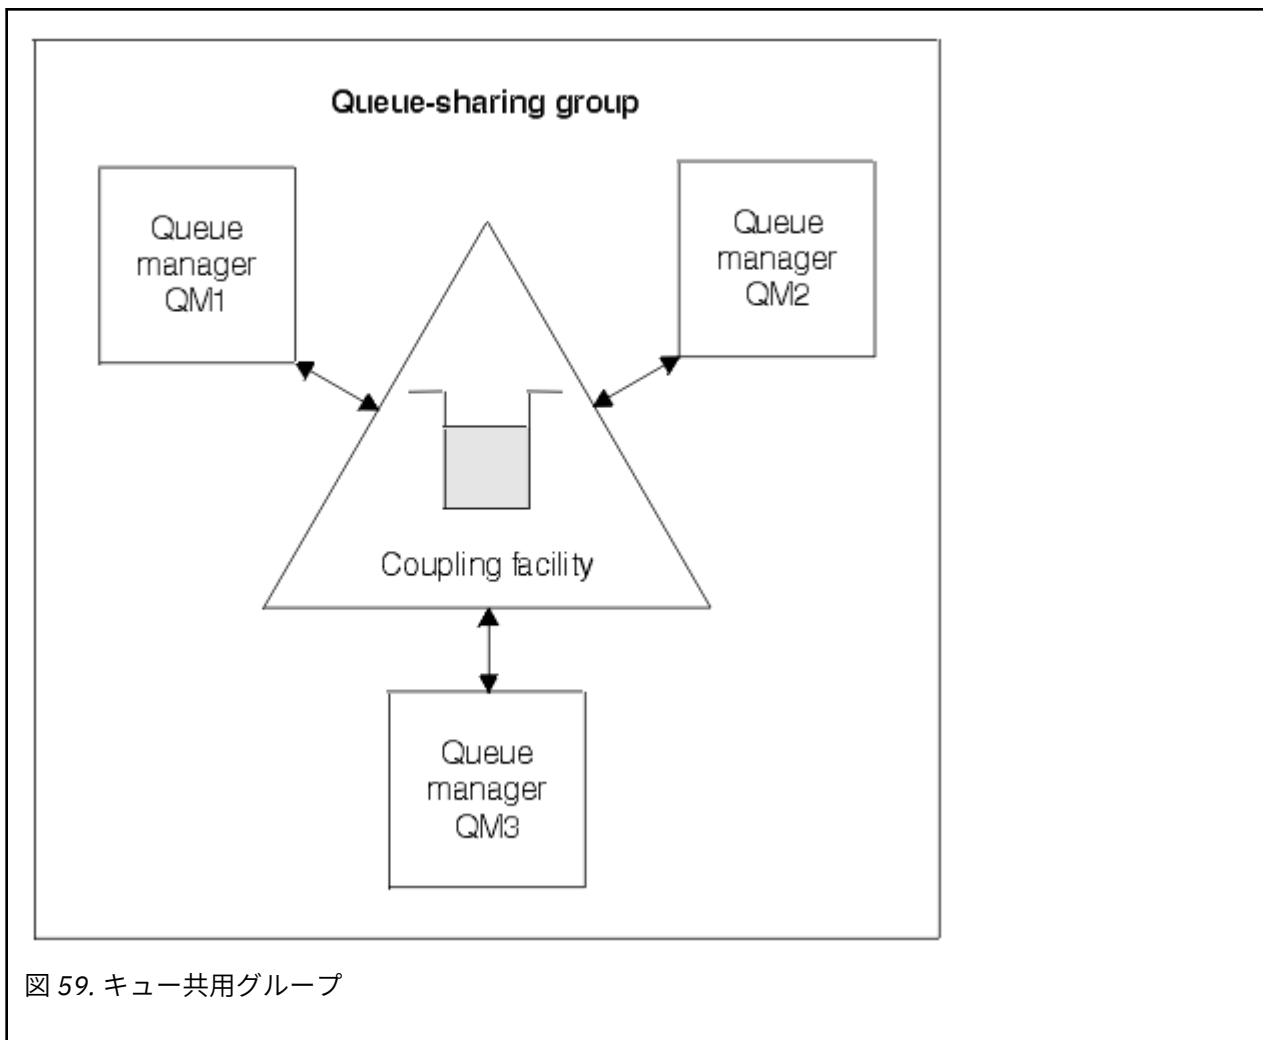 Queue-sharing group
Queue
manager
QM1
Queue
manager
QM2
Coupling facility
Queue
manager
QM3
図 59. キュー共用グループ